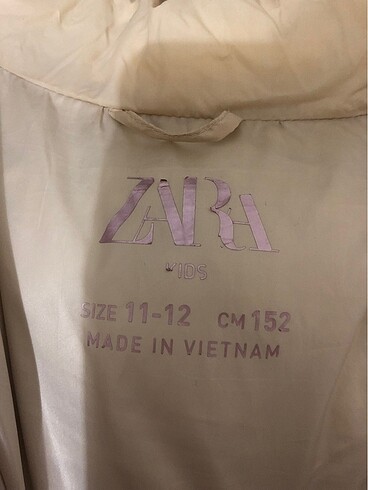 ZARA
KIDS
SIZE 11-12 CM 152
MADE IN VIETNAM